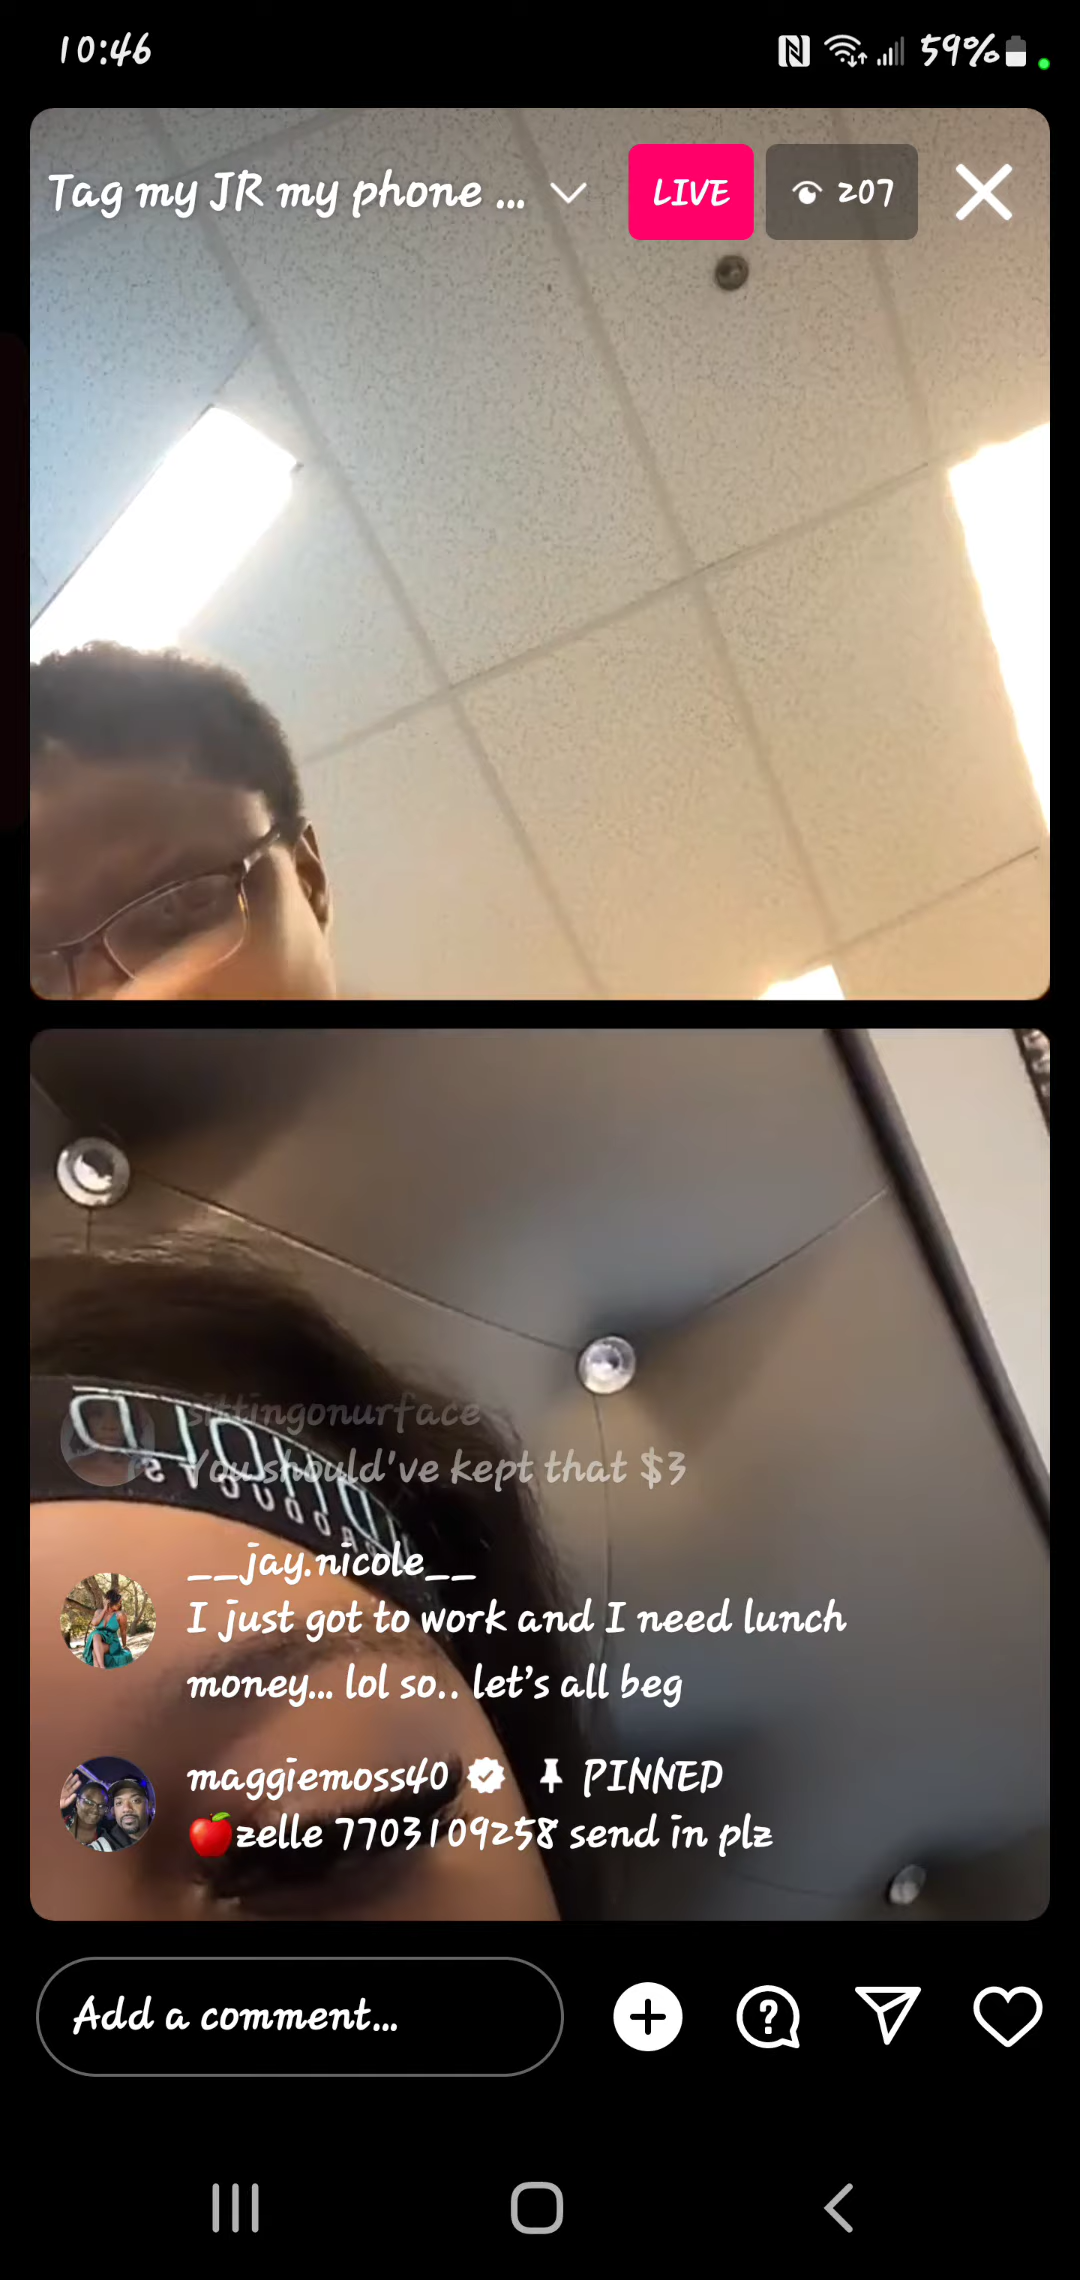 10:46
59%
Tag my JR my phone ...
LIVE
207
sittingonurface
You should've kept that $3
__jay.nicole__
I just got to work and I need lunch
money... lol so.. let's all beg
maggiemoss40 PINNED
🍎zelle 7703109258 send in plz
Add a comment...